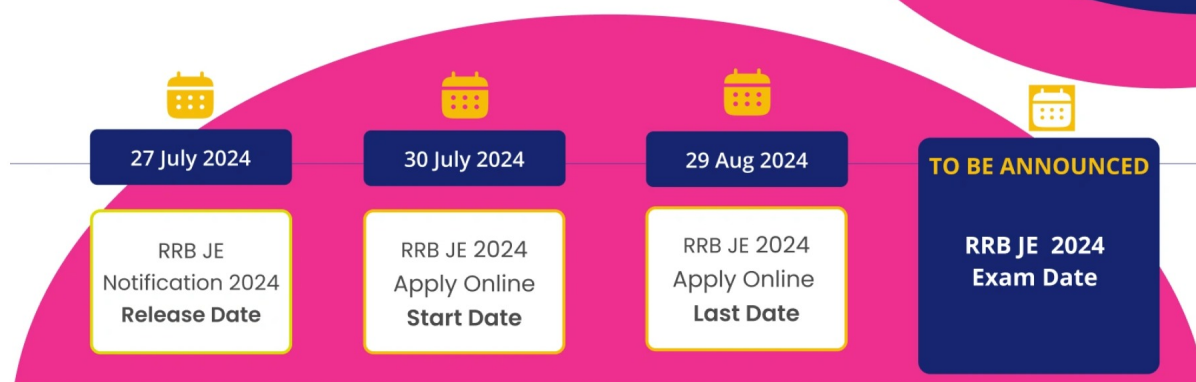 27 July 2024
RRB JE
Notification 2024
Release Date
30 July 2024
RRB JE 2024
Apply Online
Start Date
29 Aug 2024
RRB JE 2024
Apply Online
Last Date
TO BE ANNOUNCED
RRB JE 2024
Exam Date